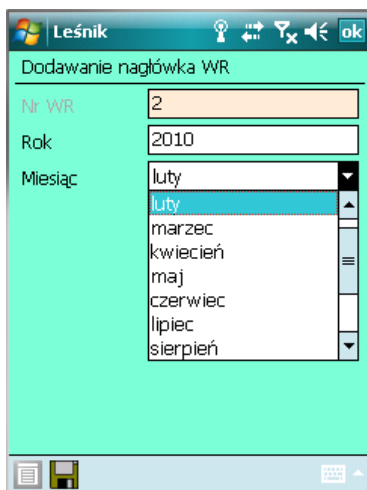 Leśnik
ok
Dodawanie nagłówka WR
Nr WR 2
Rok 2010
Miesiąc luty
luty
marzec
kwiecień
maj
czerwiec
lipiec
sierpień